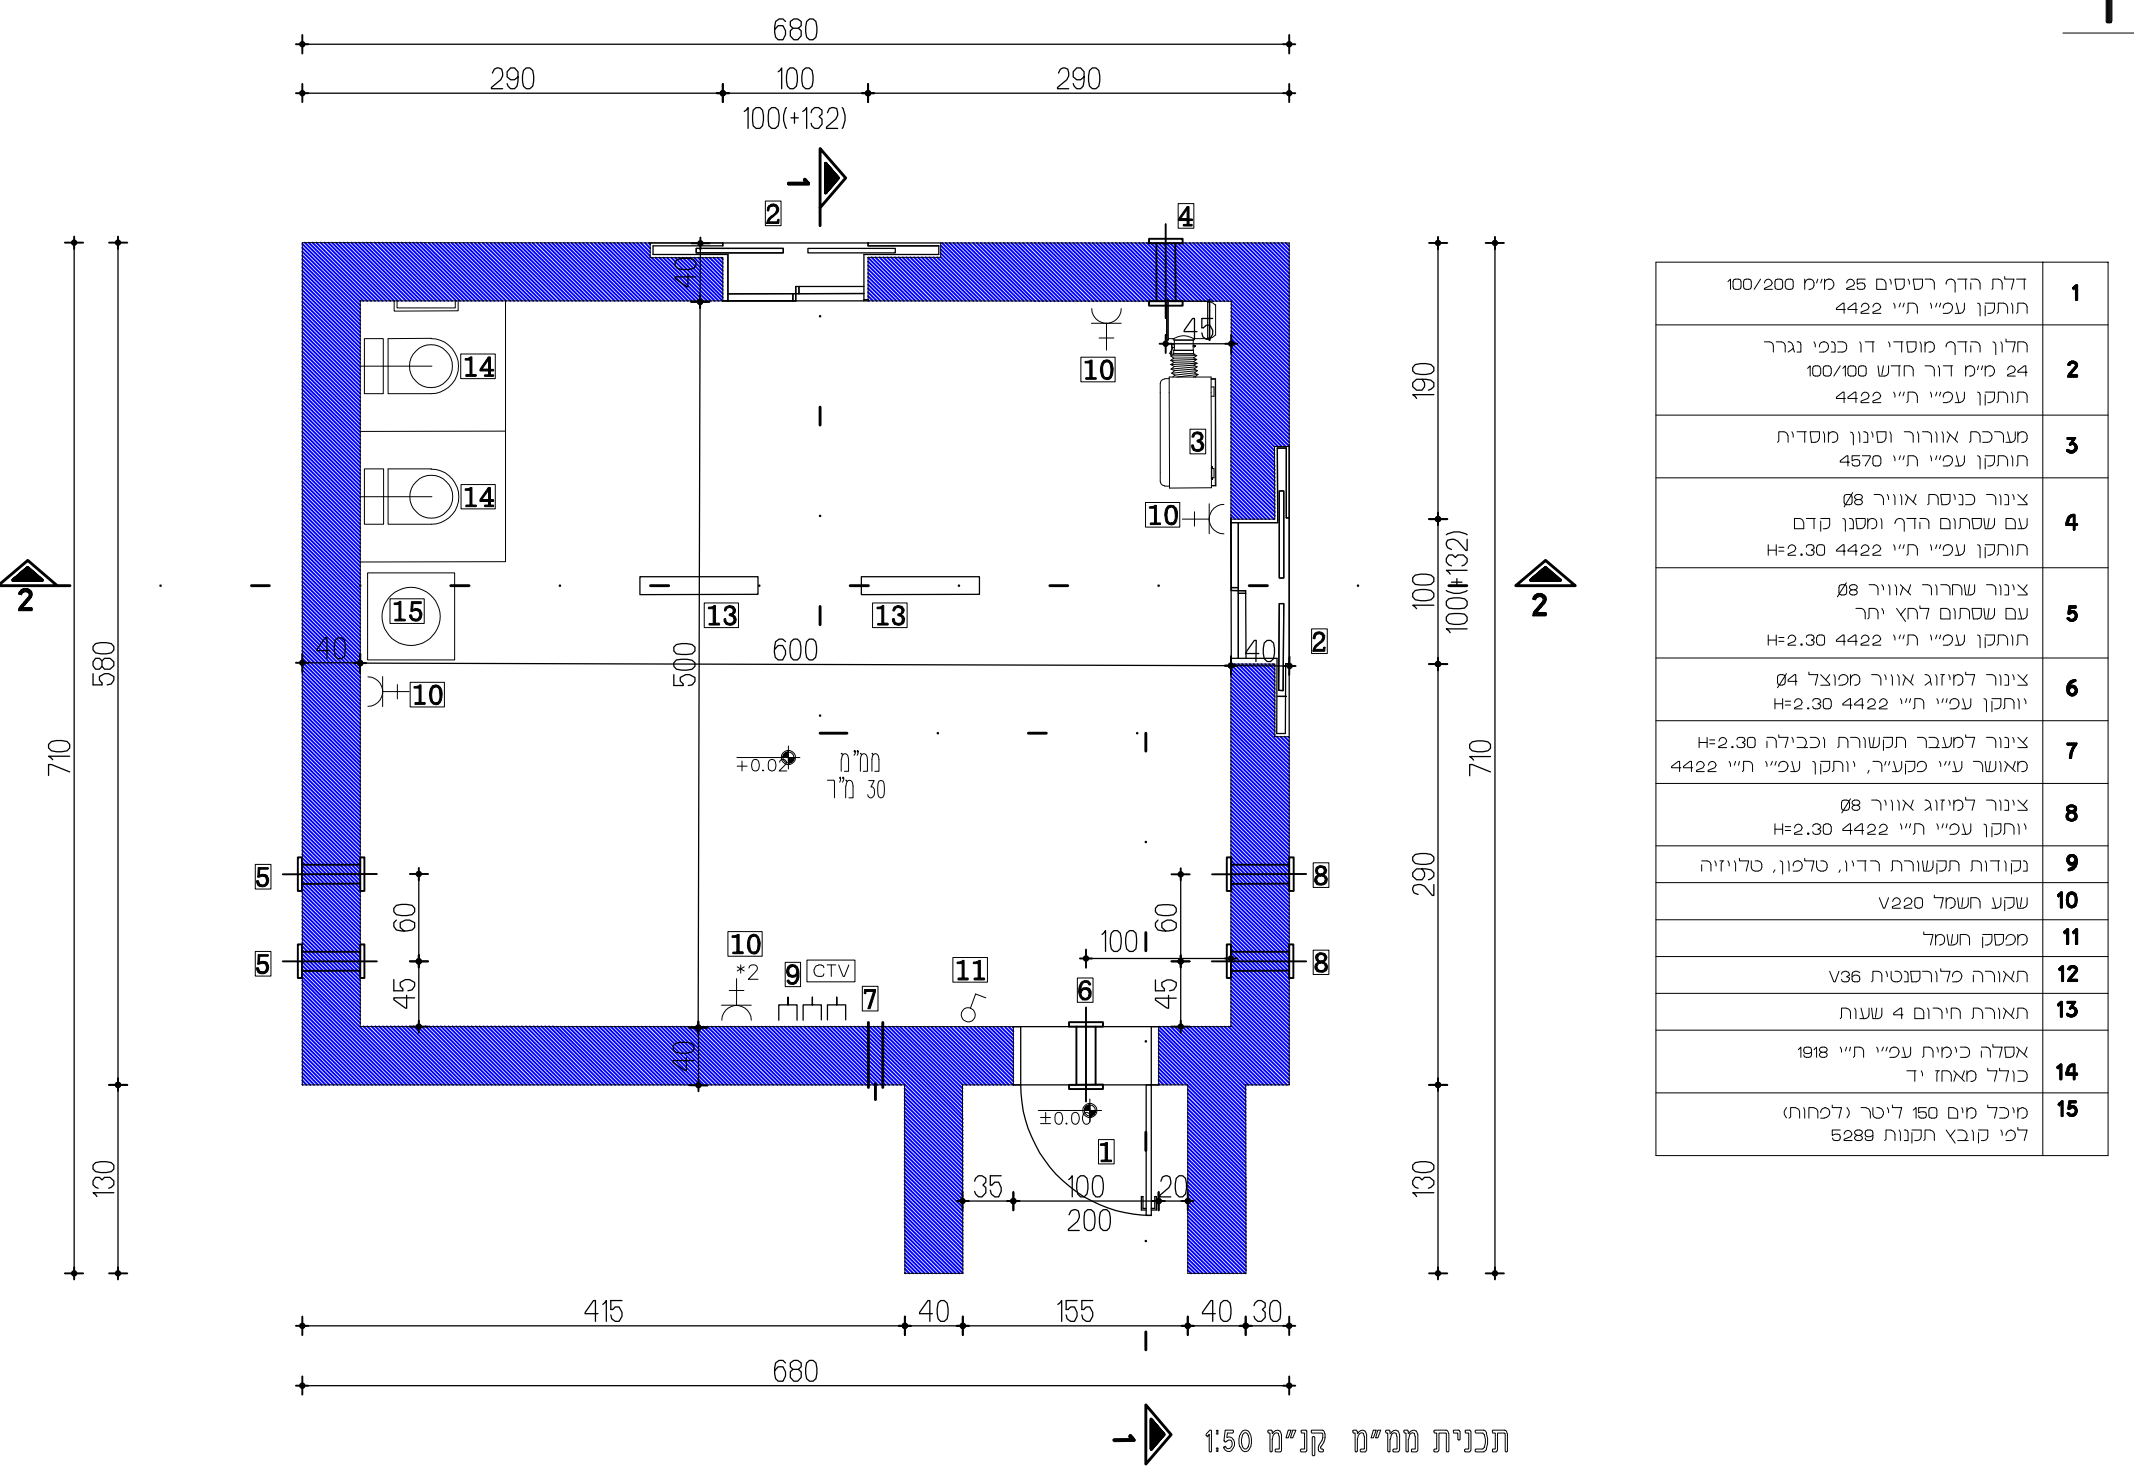 680
290 100 290
100(+132)
1
2
4
40
45
14
10
190
3
14
10
710
580
2
13
13
15
100
100(+132)
2
2
40
600
40
500
10
+0.02
ממ"מ
30 מ"ר
710
290
5
8
60
60
5
8
10
*2
9
CTV
7
11
6
100
45
45
40
±0.00
1
130
130
35 100 20
200
415 40 155 40 30
680
1
תכנית ממ"מ קנ"מ 1:50
1
דלת הדף רסיסים 25 מ"מ 100/200
תותקן עפ"י ת"י 4422
2
חלון הדף מוסדי דו כנפי נגרר
24 מ"מ דור חדש 100/100
תותקן עפ"י ת"י 4422
3
מערכת אוורור וסינון מוסדית
תותקן עפ"י ת"י 4570
4
צינור כניסת אוויר Ø8
עם שסתום הדף ומסנן קדם
תותקן עפ"י ת"י 4422 H=2.30
5
צינור שחרור אוויר Ø8
עם שסתום לחץ יתר
תותקן עפ"י ת"י 4422 H=2.30
6
צינור למיזוג אוויר מפוצל Ø4
יותקן עפ"י ת"י 4422 H=2.30
7
צינור למעבר תקשורת וכבילה H=2.30
מאושר ע"י פקע"ר, יותקן עפ"י ת"י 4422
8
צינור למיזוג אוויר Ø8
יותקן עפ"י ת"י 4422 H=2.30
9
נקודות תקשורת רדיו, טלפון, טלויזיה
10
שקע חשמל V220
11
מפסק חשמל
12
תאורה פלורסנטית V36
13
תאורת חירום 4 שעות
14
אסלה כימית עפ"י ת"י 1918
כולל מאחז יד
15
מיכל מים 150 ליטר (לפחות)
לפי קובץ תקנות 5289